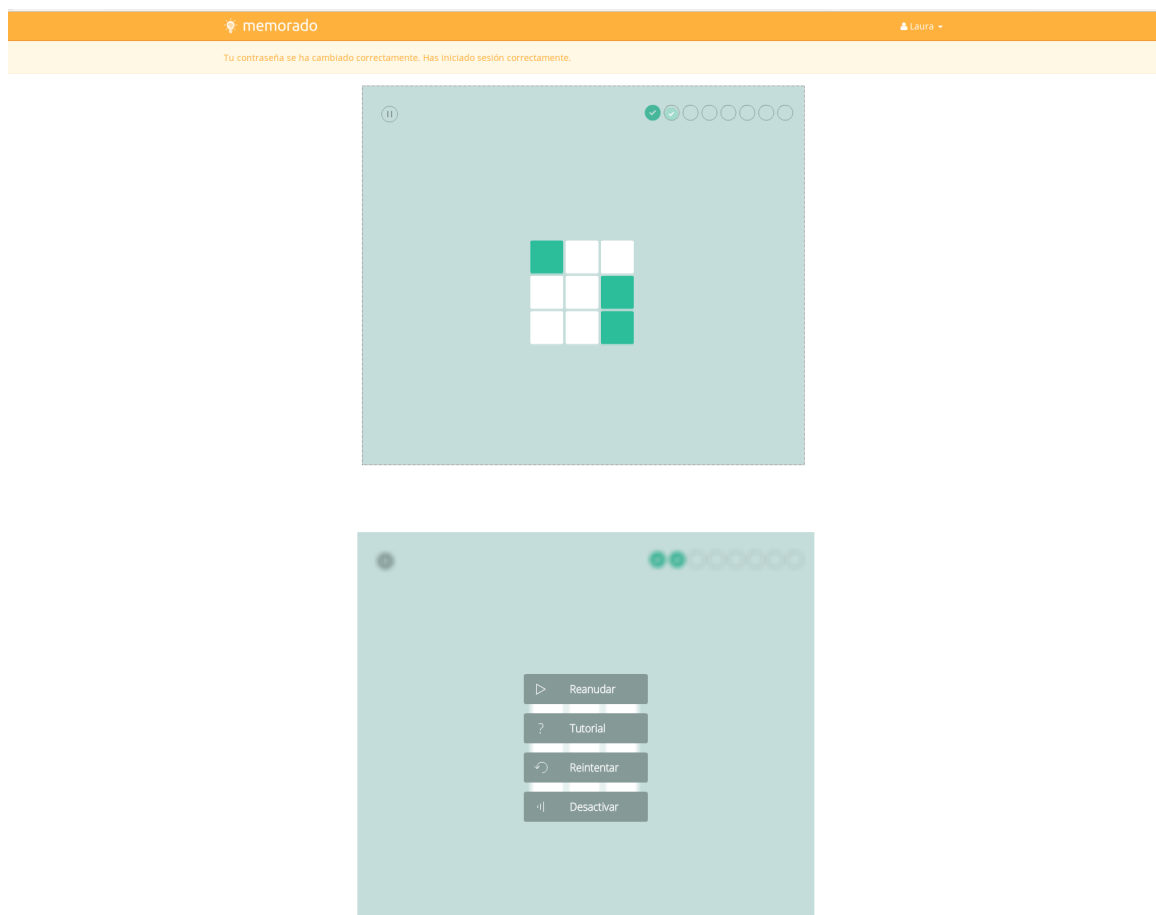 memorado
Laura
Tu contraseña se ha cambiado correctamente. Has iniciado sesión correctamente.
Reanudar
? Tutorial
Reintentar
Desactivar